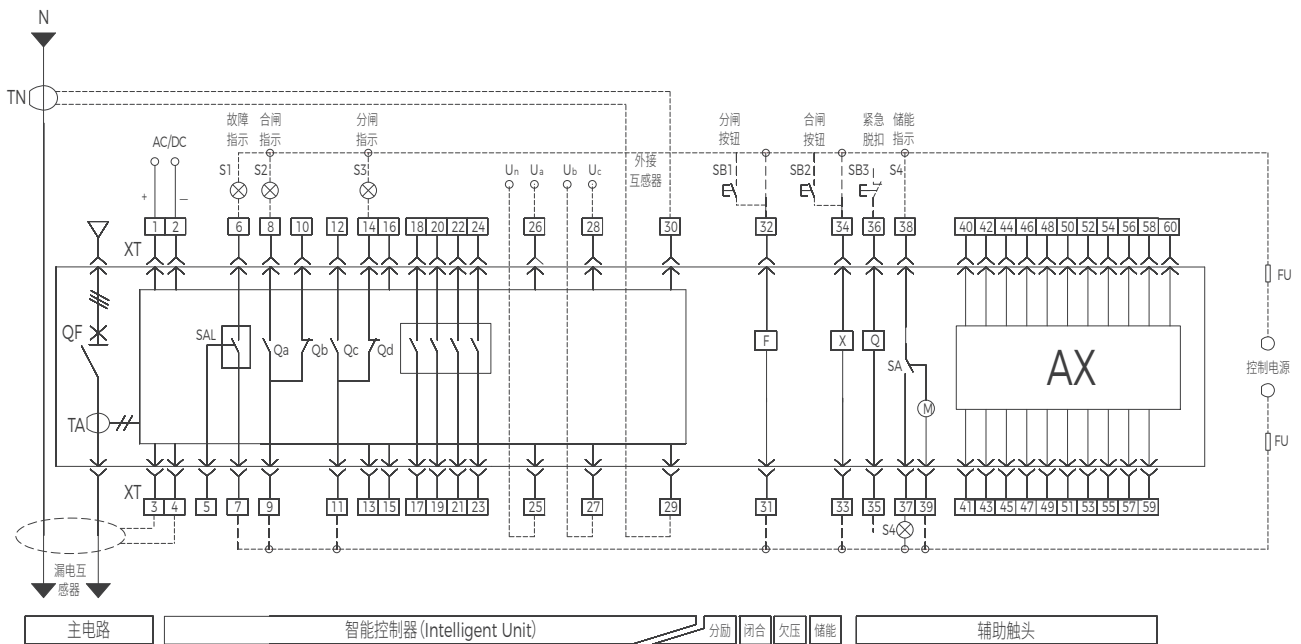 N
TN
AC/DC
故障
指示
合闸
指示
分闸
指示
分闸
按钮
合闸
按钮
紧急
脱扣
储能
指示
S1
S2
S3
Un
Ua
Ub
Uc
外接
互感器
SB1
SB2
SB3
S4
+
—
1 2 6 8 10 12 14 16 18 20 22 24 26 28 30 32 34 36 38 40 42 44 46 48 50 52 54 56 58 60
XT
FU
QF
SAL
Qa
Qb
Qc
Qd
F
X
Q
SA
M
AX
控制电源
TA
FU
XT
3 4 5 7 9 11 13 15 17 19 21 23 25 27 29 31 33 35 37 39 41 43 45 47 49 51 53 55 57 59
S4
漏电互
感器
主电路
智能控制器(Intelligent Unit)
分励
闭合
欠压
储能
辅助触头